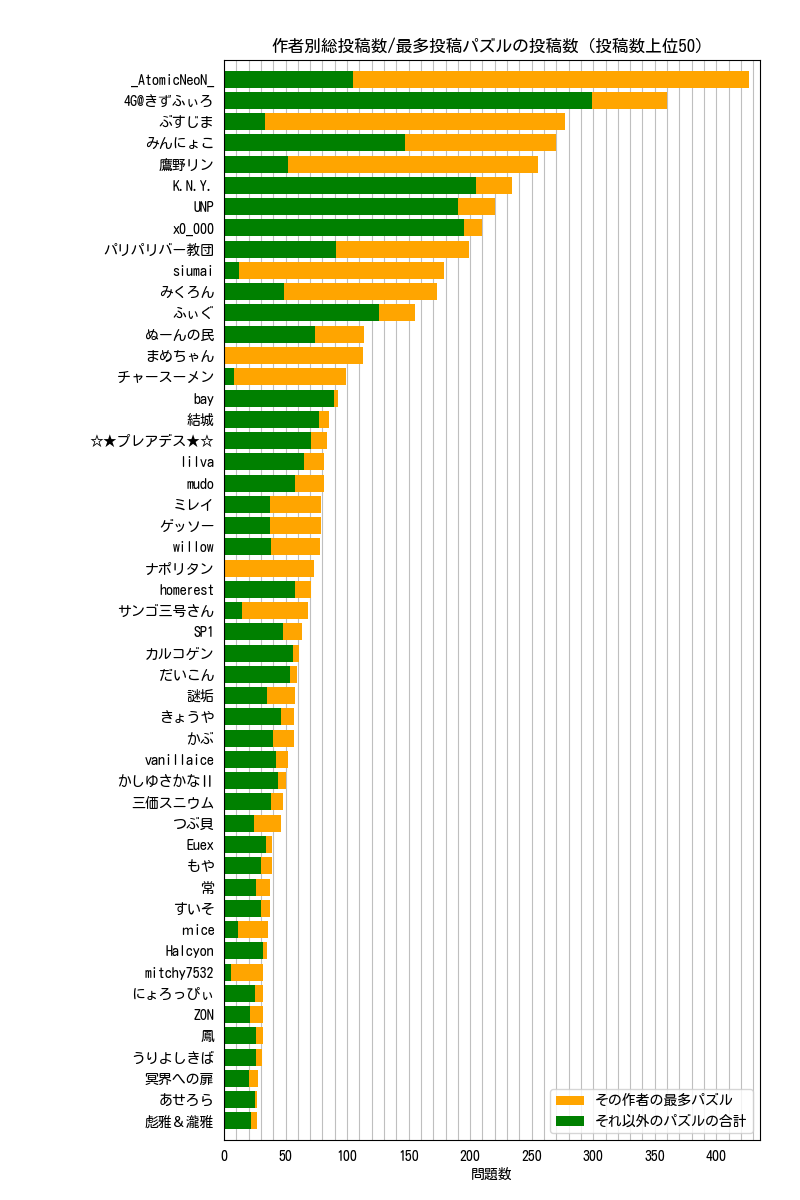 作者別総投稿数/最多投稿パズルの投稿数 (投稿数上位50)
_AtomicNeoN_
4G@きずふぃろ
ぶすじま
みんにょこ
鷹野リン
K.N.Y.
UNP
x0_000
パリパリバー教団
siumai
みくろん
ふぃぐ
ぬーんの民
まめちゃん
チャースーメン
bay
結城
☆★プレアデス★☆
lilva
mudo
ミレイ
ゲッソー
willow
ナポリタン
homerest
サンゴ三号さん
SP1
カルコゲン
だいこん
謎垢
きょうや
かぶ
vanillaice
かしゆさかなⅡ
三価スニウム
つぶ貝
Euex
もや
常
すいそ
mice
Halcyon
mitchy7532
にょろっぴぃ
ZON
鳳
うりよしきば
冥界への扉
あせろら
彪雅&瀧雅
その作者の最多パズル
それ以外のパズルの合計
0 50 100 150 200 250 300 350 400
問題数